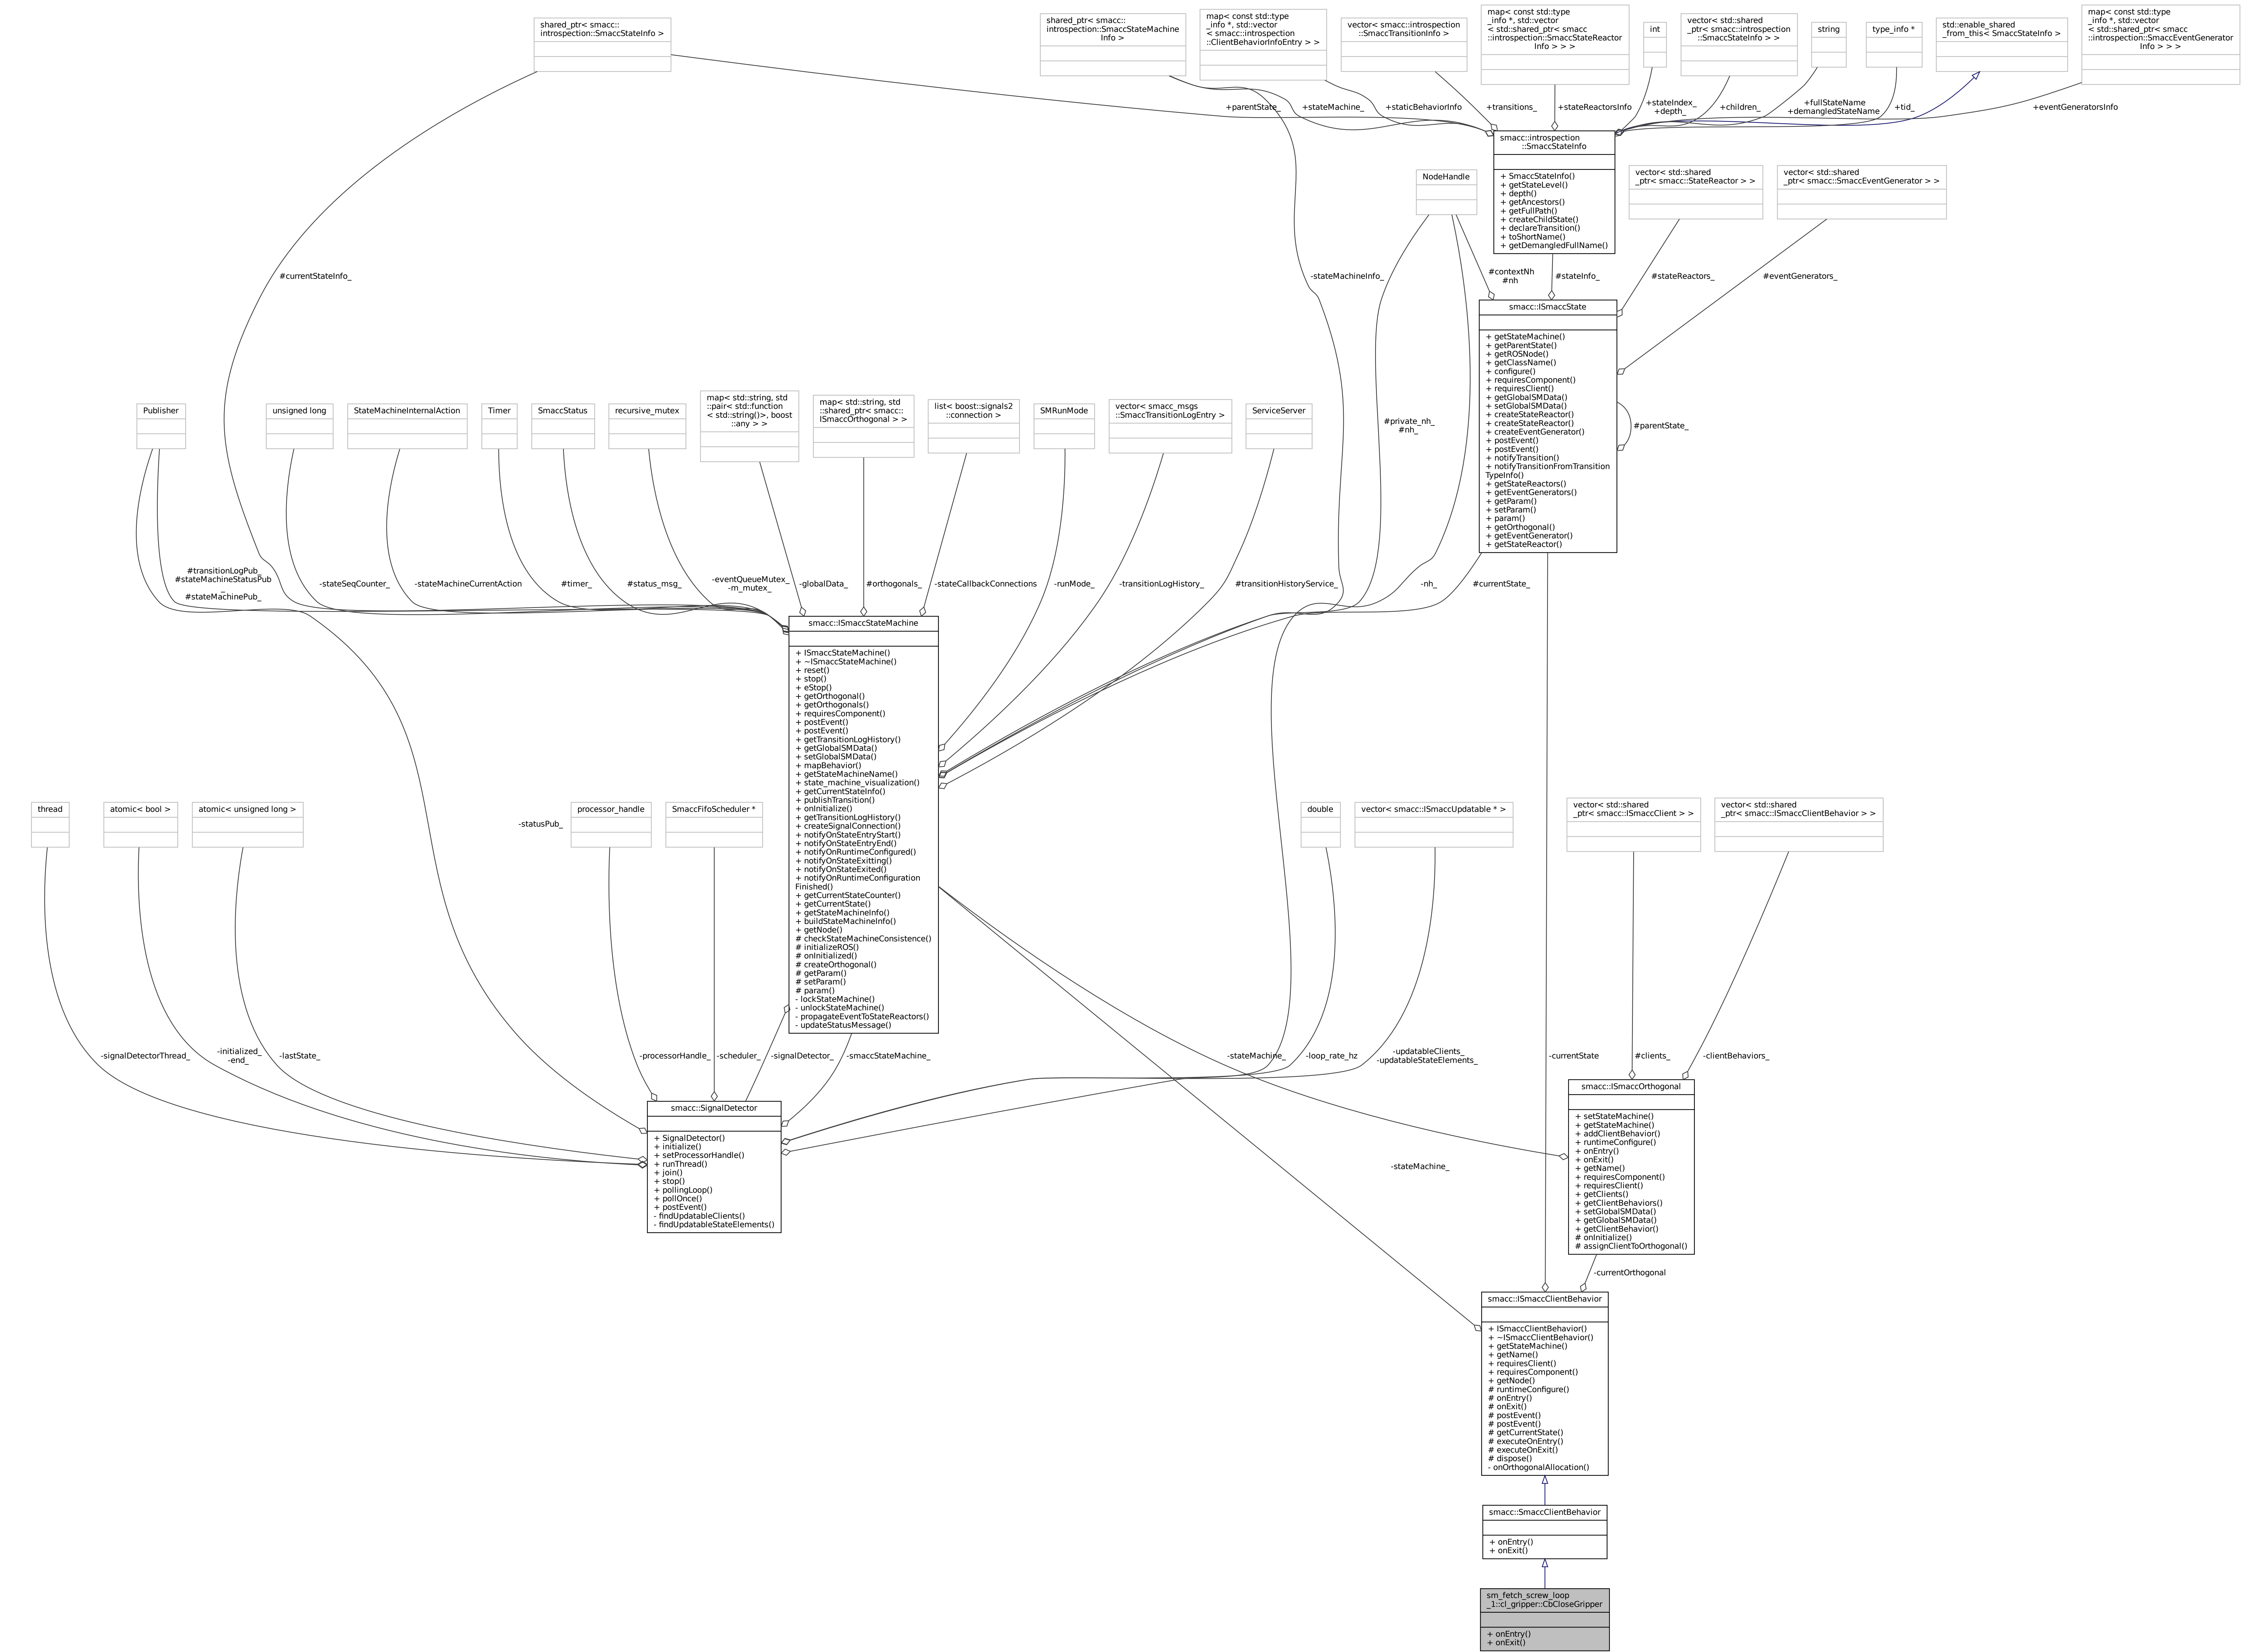 shared_ptr< smacc::
introspection::SmaccStateInfo >
shared_ptr< smacc::
introspection::SmaccStateMachine
Info >
map< const std::type
_info *, std::vector
< smacc::introspection
::ClientBehaviorInfoEntry > >
vector< smacc::introspection
::SmaccTransitionInfo >
map< const std::type
_info *, std::vector
< std::shared_ptr< smacc
::introspection::SmaccStateReactor
Info > > >
int
vector< std::shared
_ptr< smacc::introspection
::SmaccStateInfo > >
string
type_info *
std::enable_shared
_from_this< SmaccStateInfo >
map< const std::type
_info *, std::vector
< std::shared_ptr< smacc
::introspection::SmaccEventGenerator
Info > > >
+parentState_
+stateMachine_
+staticBehaviorInfo
+transitions_
+stateReactorsInfo
+stateIndex_
+depth_
+children_
+fullStateName
+demangledStateName
+tid_
+eventGeneratorsInfo
smacc::introspection
::SmaccStateInfo
+ SmaccStateInfo()
+ getStateLevel()
+ depth()
+ getAncestors()
+ getFullPath()
+ createChildState()
+ declareTransition()
+ toShortName()
+ getDemangledFullName()
NodeHandle
vector< std::shared
_ptr< smacc::StateReactor > >
vector< std::shared
_ptr< smacc::SmaccEventGenerator > >
#currentStateInfo_
-stateMachineInfo_
#contextNh
#nh
#stateInfo_
#stateReactors_
#eventGenerators_
smacc::ISmaccState
+ getStateMachine()
+ getParentState()
+ getROSNode()
+ getClassName()
+ configure()
+ requiresComponent()
+ requiresClient()
+ getGlobalSMData()
+ setGlobalSMData()
+ createStateReactor()
+ createStateReactor()
+ createEventGenerator()
+ postEvent()
+ postEvent()
+ notifyTransition()
+ notifyTransitionFromTransition
TypeInfo()
+ getStateReactors()
+ getEventGenerators()
+ getParam()
+ setParam()
+ param()
+ getOrthogonal()
+ getEventGenerator()
+ getStateReactor()
#parentState_
#private_nh_
#nh_
Publisher
unsigned long
StateMachineInternalAction
Timer
SmaccStatus
recursive_mutex
map< std::string, std
::pair< std::function
< std::string()>, boost
::any > >
map< std::string, std
::shared_ptr< smacc::
ISmaccOrthogonal > >
list< boost::signals2
::connection >
SMRunMode
vector< smacc_msgs
::SmaccTransitionLogEntry >
ServiceServer
#transitionLogPub_
#stateMachineStatusPub
_
#stateMachinePub_
-stateSeqCounter_
-stateMachineCurrentAction
#timer_
#status_msg_
-eventQueueMutex_
-m_mutex_
-globalData_
#orthogonals_
-stateCallbackConnections
-runMode_
-transitionLogHistory_
#transitionHistoryService_
-nh_
#currentState_
smacc::ISmaccStateMachine
+ ISmaccStateMachine()
+ ~ISmaccStateMachine()
+ reset()
+ stop()
+ eStop()
+ getOrthogonal()
+ getOrthogonals()
+ requiresComponent()
+ postEvent()
+ postEvent()
+ getTransitionLogHistory()
+ getGlobalSMData()
+ setGlobalSMData()
+ mapBehavior()
+ getStateMachineName()
+ state_machine_visualization()
+ getCurrentStateInfo()
+ publishTransition()
+ onInitialize()
+ getTransitionLogHistory()
+ createSignalConnection()
+ notifyOnStateEntryStart()
+ notifyOnStateEntryEnd()
+ notifyOnRuntimeConfigured()
+ notifyOnStateExitting()
+ notifyOnStateExited()
+ notifyOnRuntimeConfiguration
Finished()
+ getCurrentStateCounter()
+ getCurrentState()
+ getStateMachineInfo()
+ buildStateMachineInfo()
+ getNode()
# checkStateMachineConsistence()
# initializeROS()
# onInitialized()
# createOrthogonal()
# getParam()
# setParam()
# param()
- lockStateMachine()
- unlockStateMachine()
- propagateEventToStateReactors()
- updateStatusMessage()
thread
atomic< bool >
atomic< unsigned long >
-statusPub_
processor_handle
SmaccFifoScheduler *
double
vector< smacc::ISmaccUpdatable * >
vector< std::shared
_ptr< smacc::ISmaccClient > >
vector< std::shared
_ptr< smacc::ISmaccClientBehavior > >
-signalDetectorThread_
-initialized_
-end_
-lastState_
-processorHandle_
-scheduler_
-signalDetector_
-smaccStateMachine_
-stateMachine_
-loop_rate_hz
-updatableClients_
-updatableStateElements_
-currentState
#clients_
-clientBehaviors_
smacc::SignalDetector
+ SignalDetector()
+ initialize()
+ setProcessorHandle()
+ runThread()
+ join()
+ stop()
+ pollingLoop()
+ pollOnce()
+ postEvent()
- findUpdatableClients()
- findUpdatableStateElements()
-stateMachine_
smacc::ISmaccOrthogonal
+ setStateMachine()
+ getStateMachine()
+ addClientBehavior()
+ runtimeConfigure()
+ onEntry()
+ onExit()
+ getName()
+ requiresComponent()
+ requiresClient()
+ getClients()
+ getClientBehaviors()
+ setGlobalSMData()
+ getGlobalSMData()
+ getClientBehavior()
# onInitialize()
# assignClientToOrthogonal()
-currentOrthogonal
smacc::ISmaccClientBehavior
+ ISmaccClientBehavior()
+ ~ISmaccClientBehavior()
+ getStateMachine()
+ getName()
+ requiresClient()
+ requiresComponent()
+ getNode()
# runtimeConfigure()
# onEntry()
# onExit()
# postEvent()
# postEvent()
# getCurrentState()
# executeOnEntry()
# executeOnExit()
# dispose()
- onOrthogonalAllocation()
smacc::SmaccClientBehavior
+ onEntry()
+ onExit()
sm_fetch_screw_loop
_1::cl_gripper::CbCloseGripper
+ onEntry()
+ onExit()